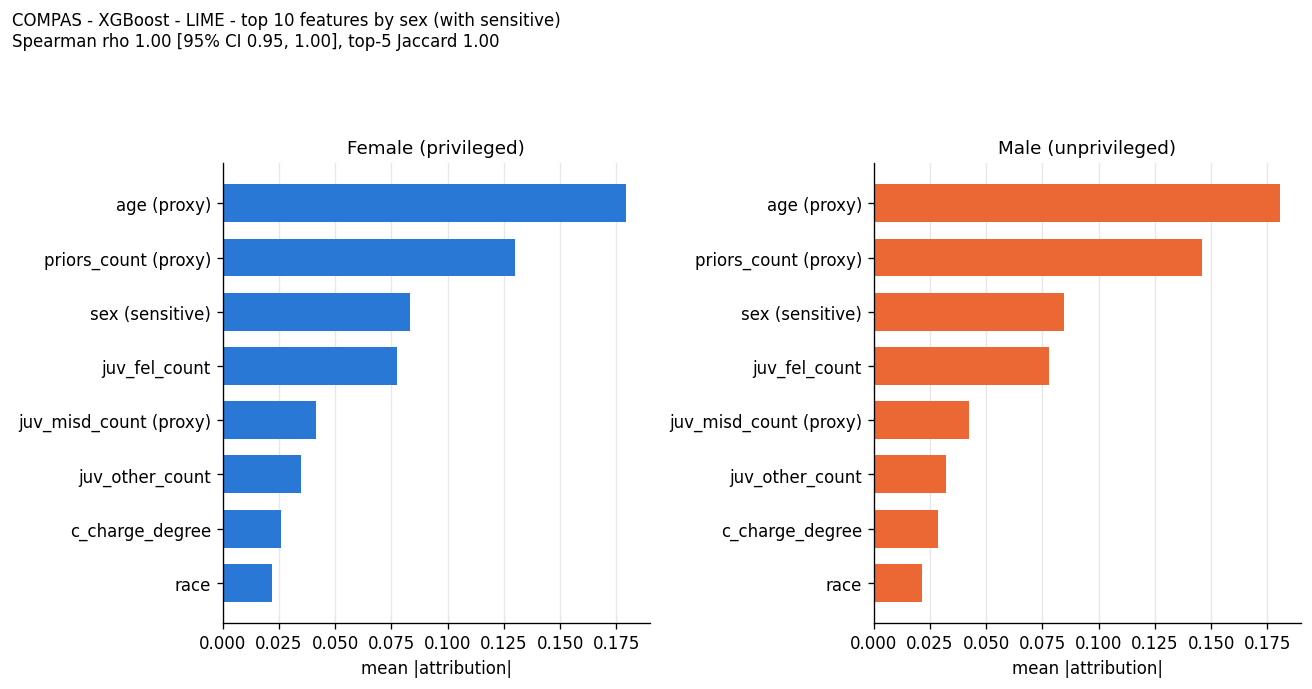 COMPAS - XGBoost - LIME - top 10 features by sex (with sensitive)
Spearman rho 1.00 [95% CI 0.95, 1.00], top-5 Jaccard 1.00
Female (privileged)
age (proxy)
priors_count (proxy)
sex (sensitive)
juv_fel_count
juv_misd_count (proxy)
juv_other_count
c_charge_degree
race
0.000 0.025 0.050 0.075 0.100 0.125 0.150 0.175
mean |attribution|
Male (unprivileged)
age (proxy)
priors_count (proxy)
sex (sensitive)
juv_fel_count
juv_misd_count (proxy)
juv_other_count
c_charge_degree
race
0.000 0.025 0.050 0.075 0.100 0.125 0.150 0.175
mean |attribution|